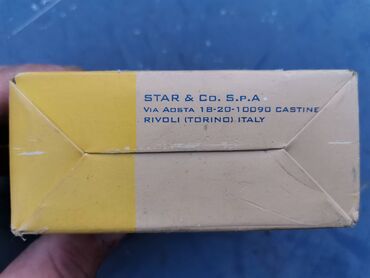 STAR & CO. S.P.A.
VIA AOSTA 18-20-10090 CASTINE
RIVOLI (TORINO) ITALY